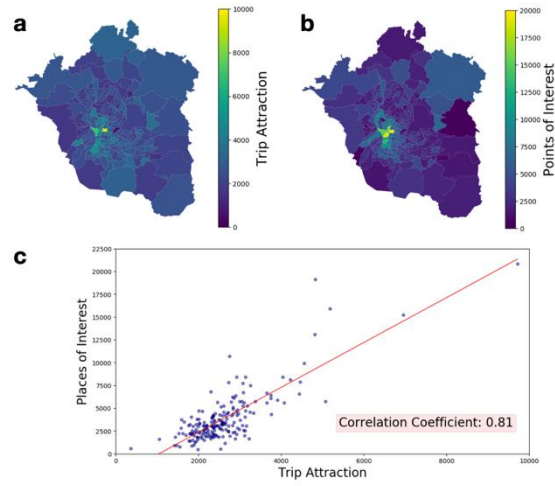 a
10000
8000
6000
4000
2000
0
Trip Attraction
b
20000
17500
15000
12500
10000
7500
5000
2500
0
Points of Interest
c
22500
20000
17500
15000
12500
10000
7500
5000
2500
0
Places of Interest
Correlation Coefficient: 0.81
0 2000 4000 6000 8000 10000
Trip Attraction